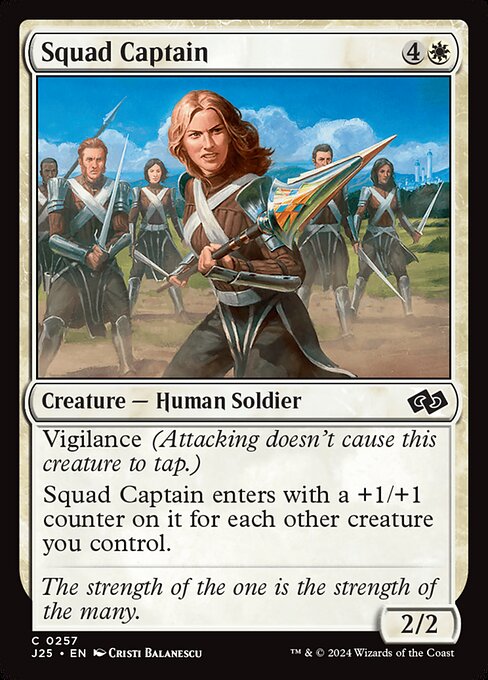 Squad Captain 4
Creature — Human Soldier
Vigilance (Attacking doesn't cause this
creature to tap.)
Squad Captain enters with a +1/+1
counter on it for each other creature
you control.
The strength of the one is the strength of
the many.
2/2
C 0257
J25 • EN Cristi Balanescu
™ & © 2024 Wizards of the Coast